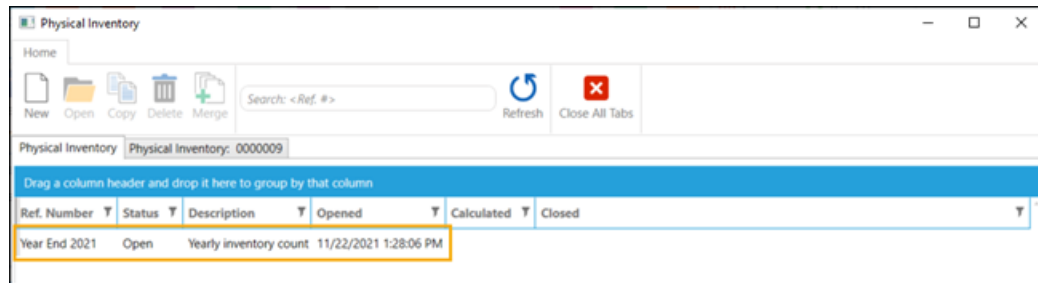 Physical Inventory
Home
New Open Copy Delete Merge Search: <Ref. #> Refresh Close All Tabs
Physical Inventory Physical Inventory: 0000009
Drag a column header and drop it here to group by that column
Ref. Number Status Description Opened Calculated Closed
Year End 2021 Open Yearly inventory count 11/22/2021 1:28:06 PM